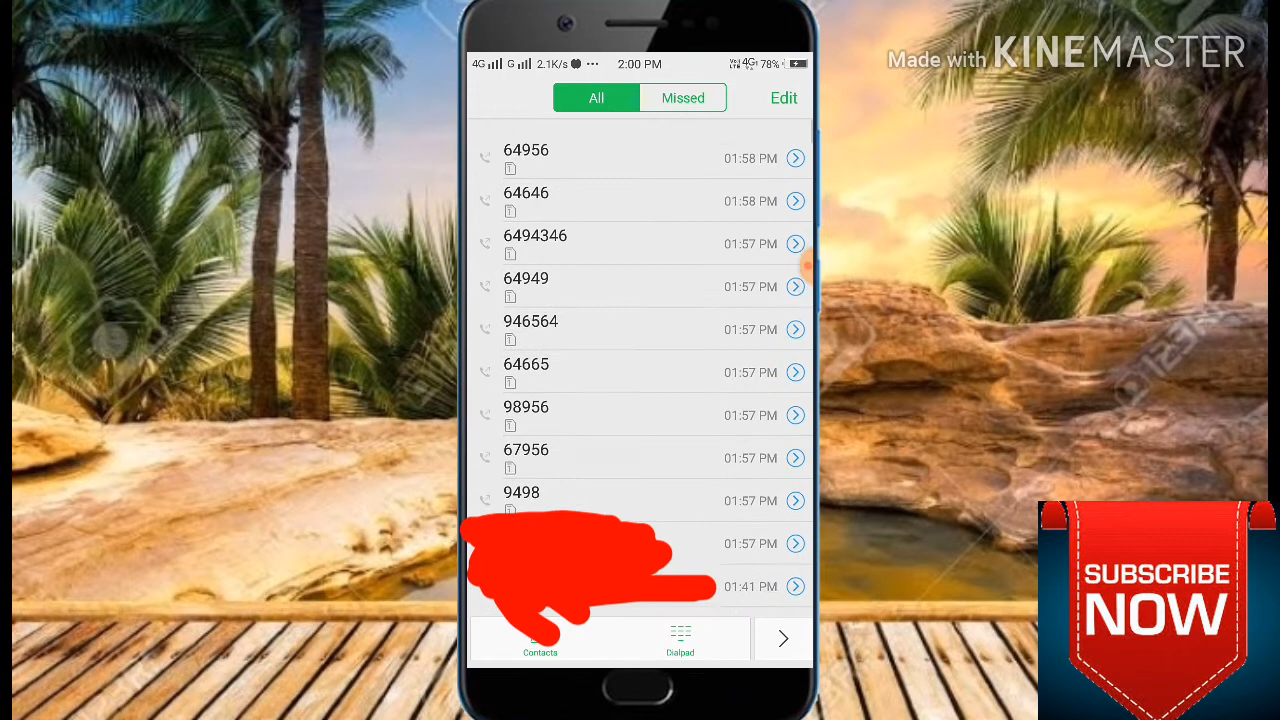 Made with KINEMASTER
4G G 2.1K/s ... 2:00 PM 4G 78%
All Missed Edit
64956 01:58 PM
64646 01:58 PM
6494346 01:57 PM
64949 01:57 PM
946564 01:57 PM
64665 01:57 PM
98956 01:57 PM
67956 01:57 PM
9498 01:57 PM
01:57 PM
01:41 PM
Contacts Dialpad
SUBSCRIBE
NOW